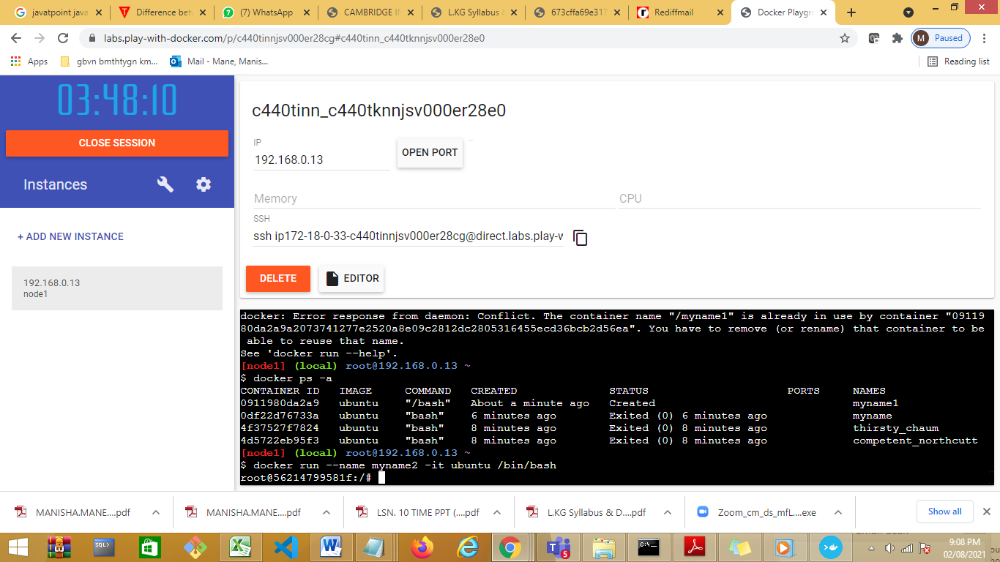 javatpoint java
Difference bet
(7) WhatsApp
CAMBRIDGE IN
L.KG Syllabus &
673cffa69e317
Rediffmail
Docker Playgro
labs.play-with-docker.com/p/c440tinnjsv000er28cg#c440tinn_c440tknnjsv000er28e0
M Paused
Apps
gbvn bmthtygn km...
Mail - Mane, Manis...
Reading list
03:48:10
CLOSE SESSION
Instances
+ ADD NEW INSTANCE
192.168.0.13
node1
c440tinn_c440tknnjsv000er28e0
IP
192.168.0.13
OPEN PORT
Memory
CPU
SSH
ssh ip172-18-0-33-c440tinnjsv000er28cg@direct.labs.play-w
DELETE
EDITOR
docker: Error response from daemon: Conflict. The container name "/myname1" is already in use by container "09119
80da2a9a2073741277e2520a8e09c2812dc2805316455ecd36bcb2d56ea". You have to remove (or rename) that container to be
able to reuse that name.
See 'docker run --help'.
[node1] (local) root@192.168.0.13 ~
$ docker ps -a
CONTAINER ID IMAGE COMMAND CREATED STATUS PORTS NAMES
0911980da2a9 ubuntu "/bash" About a minute ago Created myname1
0df22d76733a ubuntu "bash" 6 minutes ago Exited (0) 6 minutes ago myname
4f37527f7824 ubuntu "bash" 8 minutes ago Exited (0) 8 minutes ago thirsty_chaum
4d5722eb95f3 ubuntu "bash" 8 minutes ago Exited (0) 8 minutes ago competent_northcutt
[node1] (local) root@192.168.0.13 ~
$ docker run --name myname2 -it ubuntu /bin/bash
root@56214799581f:/#
MANISHA.MANE....pdf
MANISHA.MANE....pdf
LSN. 10 TIME PPT (....pdf
L.KG Syllabus & D....pdf
Zoom_cm_ds_mfL....exe
Show all
9:08 PM
02/08/2021